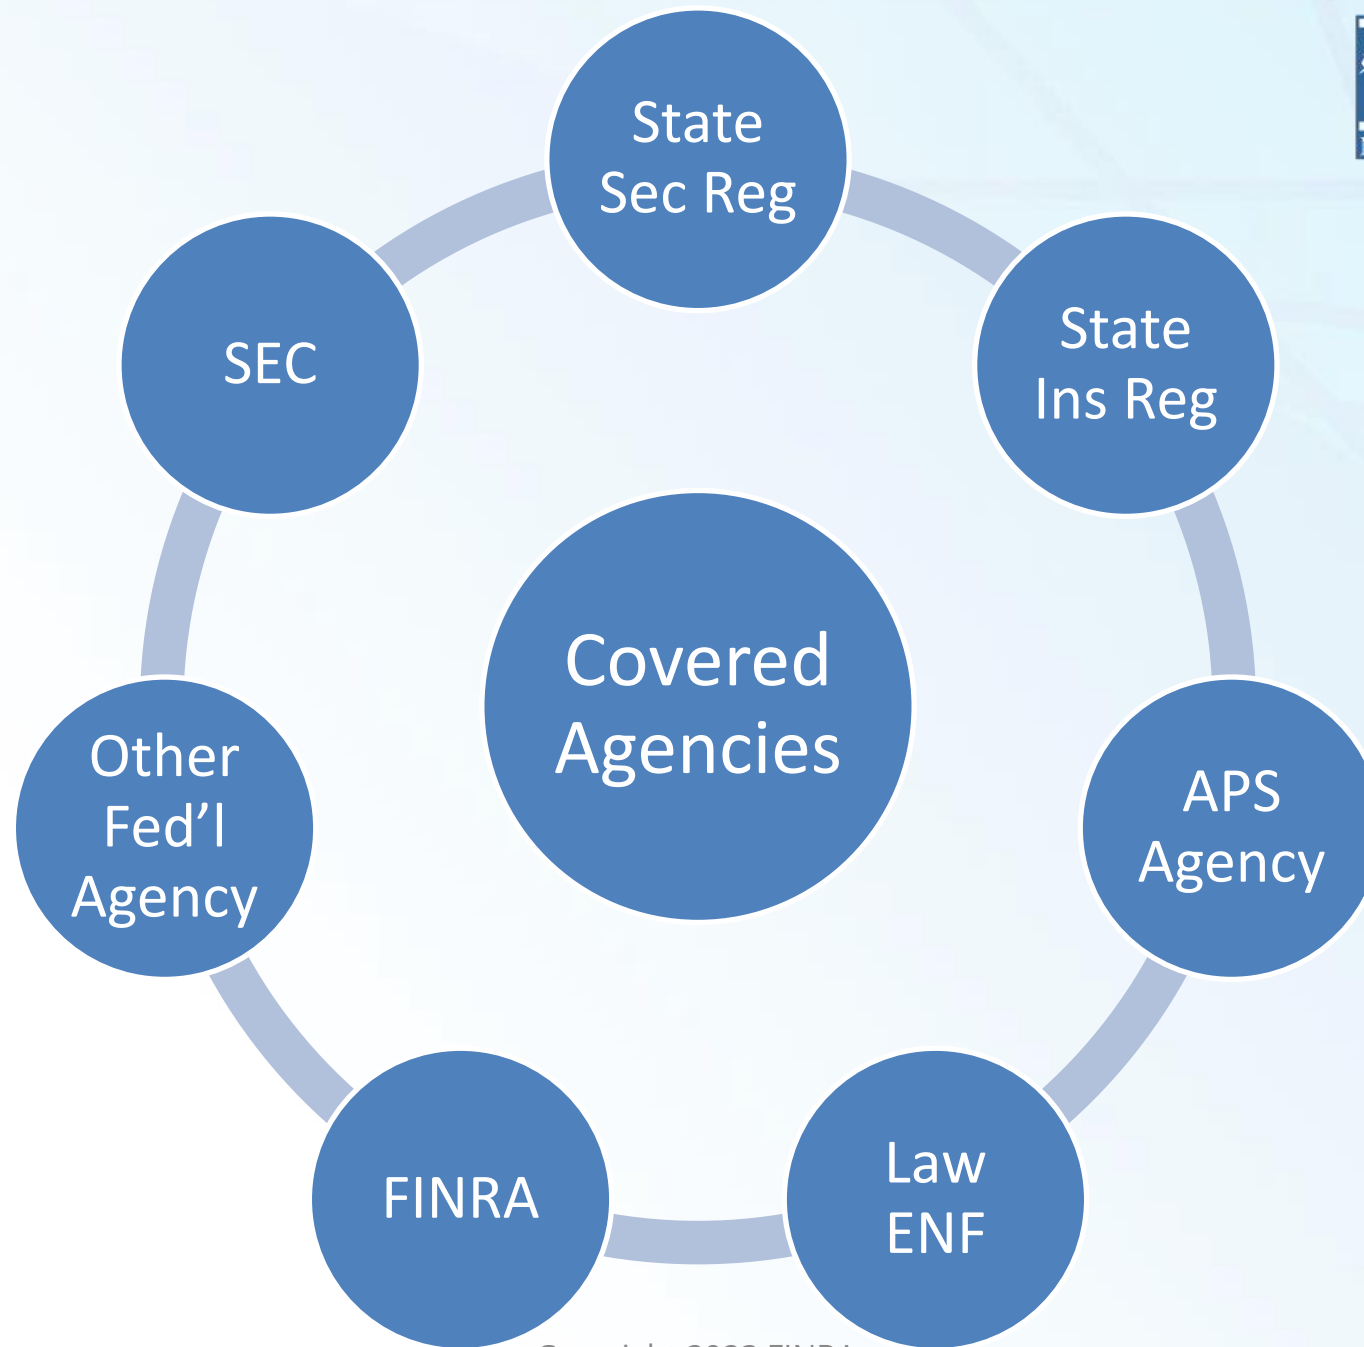 State
Sec Reg
SEC
State
Ins Reg
Covered
Agencies
Other
Fed’l
Agency
APS
Agency
Law
ENF
FINRA